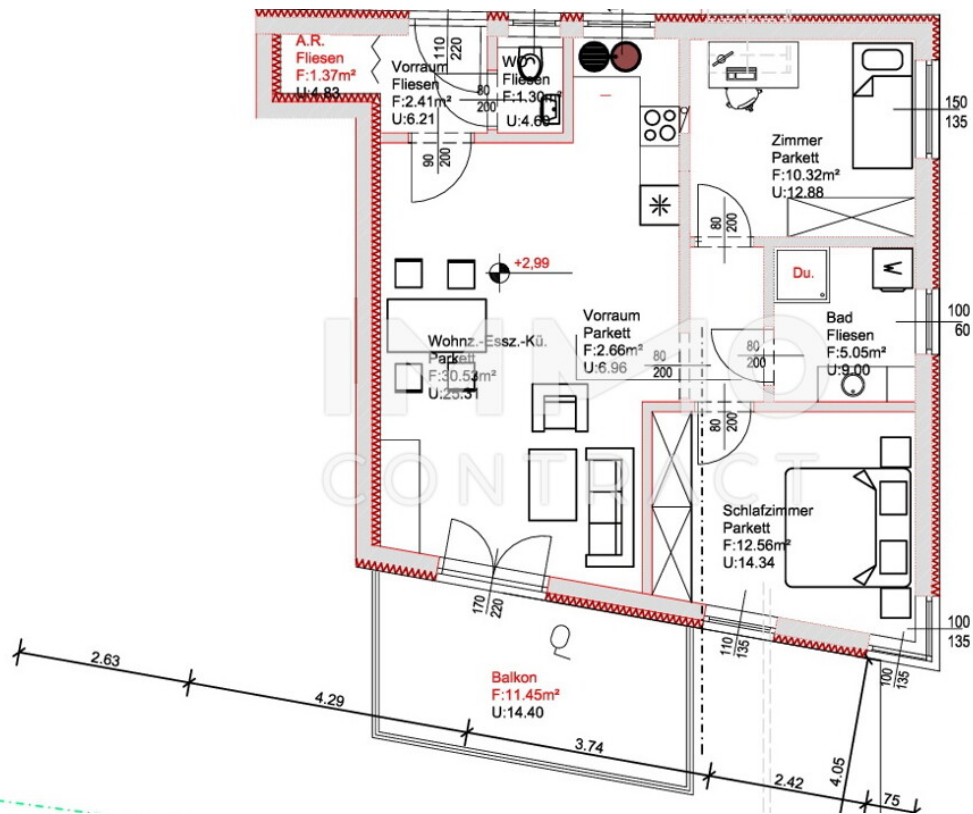 A.R.
Fliesen
F:1.37m²
U:4.83
Vorraum
Fliesen
F:2.41m²
U:6.21
110
220
80
200
WC
Fliesen
F:1.30m²
U:4.60
90
200
Zimmer
Parkett
F:10.32m²
U:12.88
150
135
80
200
+2,99
Du.
W
Bad
Fliesen
F:5.05m²
U:9.00
100
60
Vorraum
Parkett
F:2.66m²
U:6.96
80
200
80
200
Wohnz.-Essz.-Kü.
Parkett
F:30.53m²
U:25.31
IMMO
CONTRACT
80
200
Schlafzimmer
Parkett
F:12.56m²
U:14.34
170
220
110
135
100
135
100
135
Balkon
F:11.45m²
U:14.40
2.63
4.29
3.74
2.42
75
4.05